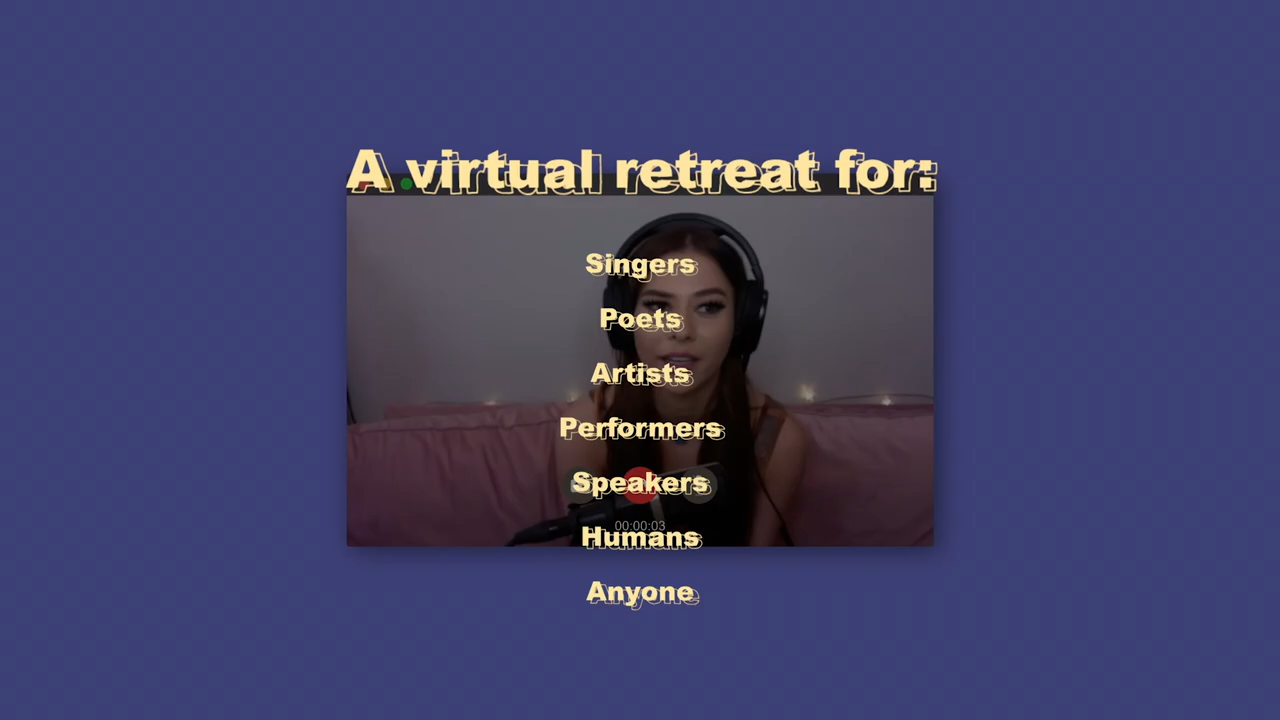 A virtual retreat for:
Singers
Poets
Artists
Performers
Speakers
00:00:03
Humans
Anyone